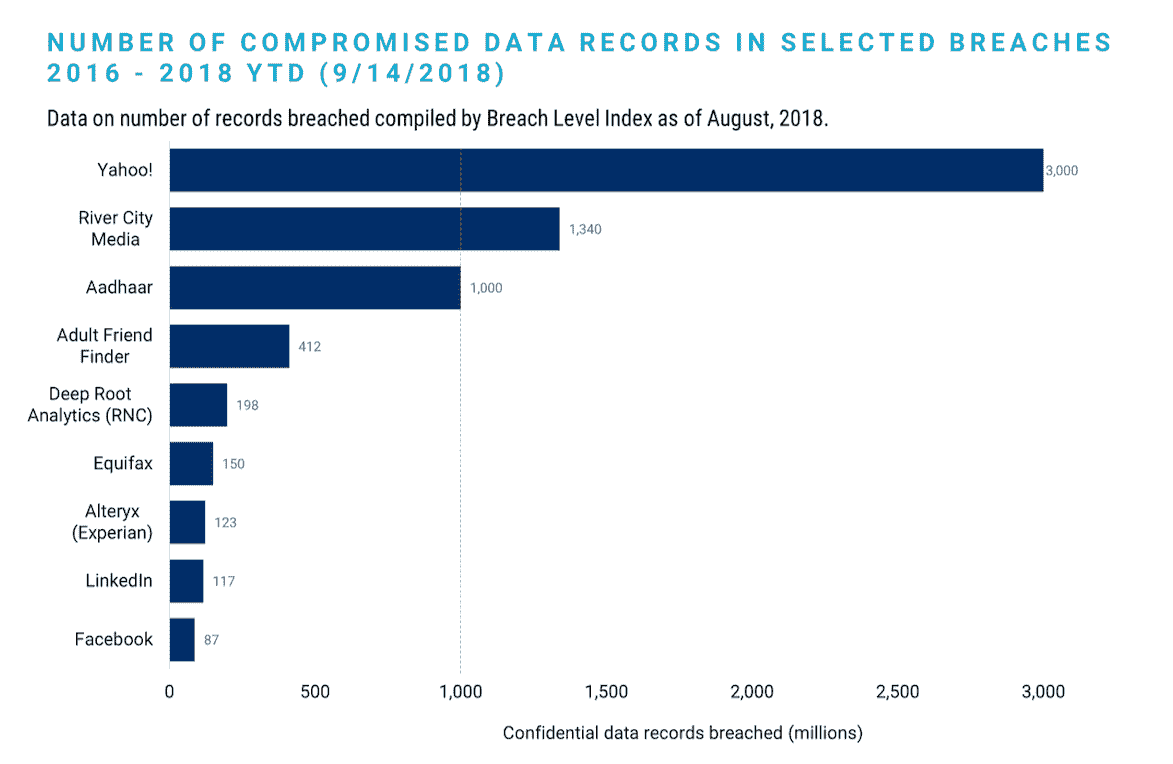 NUMBER OF COMPROMISED DATA RECORDS IN SELECTED BREACHES
2016 - 2018 YTD (9/14/2018)
Data on number of records breached compiled by Breach Level Index as of August, 2018.
Yahoo!
3,000
River City
Media
1,340
Aadhaar
1,000
Adult Friend
Finder
412
Deep Root
Analytics (RNC)
198
Equifax
150
Alteryx
(Experian)
123
LinkedIn
117
Facebook
87
0 500 1,000 1,500 2,000 2,500 3,000
Confidential data records breached (millions)